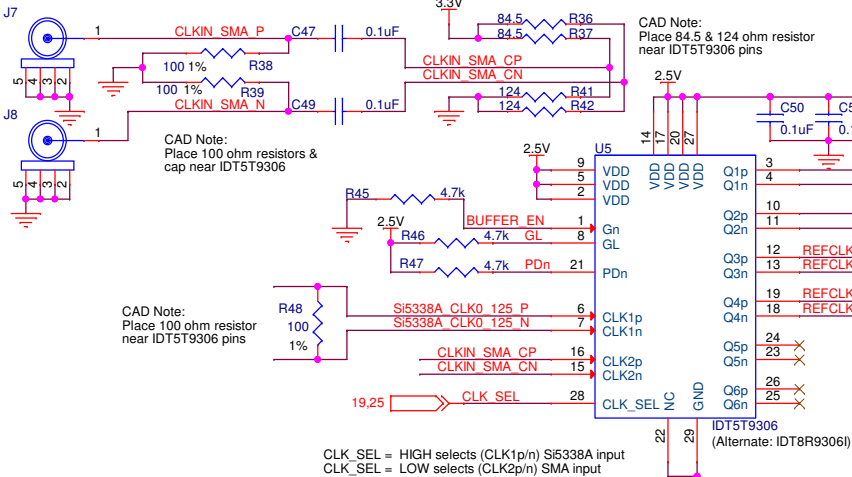 J7
1
5 4 3 2
CLKIN_SMA_P
C47
0.1uF
100 1%
R38
100 1%
R39
CLKIN_SMA_N
C49
0.1uF
J8
1
5 4 3 2
CAD Note:
Place 100 ohm resistors &
cap near IDT5T9306
3.3V
84.5
R36
84.5
R37
CLKIN_SMA_CP
CLKIN_SMA_CN
124
R41
124
R42
CAD Note:
Place 84.5 & 124 ohm resistor
near IDT5T9306 pins
2.5V
C50
0.1uF
14 17 20 27
VDD VDD VDD VDD
U5
2.5V
9 VDD
5 VDD
2 VDD
R45
4.7k
BUFFER_EN
1 Gn
2.5V
R46
4.7k
GL
8 GL
R47
4.7k
PDn
21 PDn
CAD Note:
Place 100 ohm resistor
near IDT5T9306 pins
R48
100
1%
Si5338A_CLK0_125_P
6 CLK1p
Si5338A_CLK0_125_N
7 CLK1n
CLKIN_SMA_CP
16 CLK2p
CLKIN_SMA_CN
15 CLK2n
19,25
CLK_SEL
28 CLK_SEL
NC
GND
22
29
Q1p 3
Q1n 4
Q2p 10
Q2n 11
Q3p 12 REFCLK
Q3n 13 REFCLK
Q4p 19 REFCLK
Q4n 18 REFCLK
Q5p 24
Q5n 23
Q6p 26
Q6n 25
IDT5T9306
(Alternate: IDT8R9306I)
CLK_SEL = HIGH selects (CLK1p/n) Si5338A input
CLK_SEL = LOW selects (CLK2p/n) SMA input